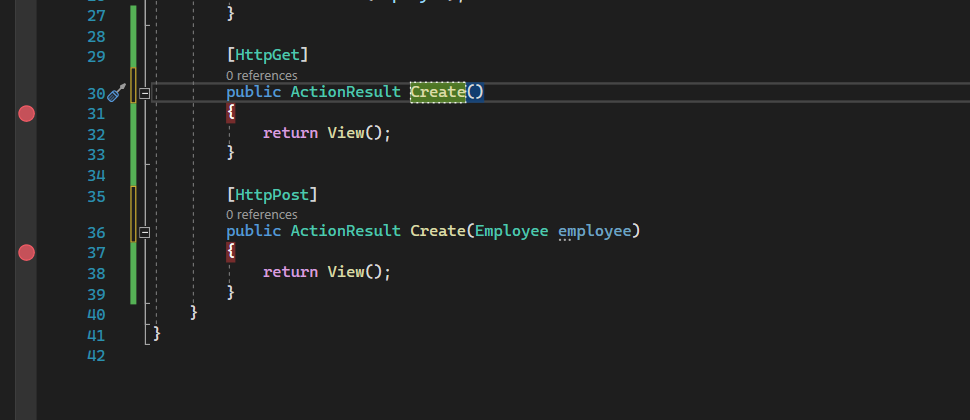 27 }
28
29 [HttpGet]
0 references
30 public ActionResult Create()
31 {
32 return View();
33 }
34
35 [HttpPost]
0 references
36 public ActionResult Create(Employee employee)
37 {
38 return View();
39 }
40 }
41 }
42